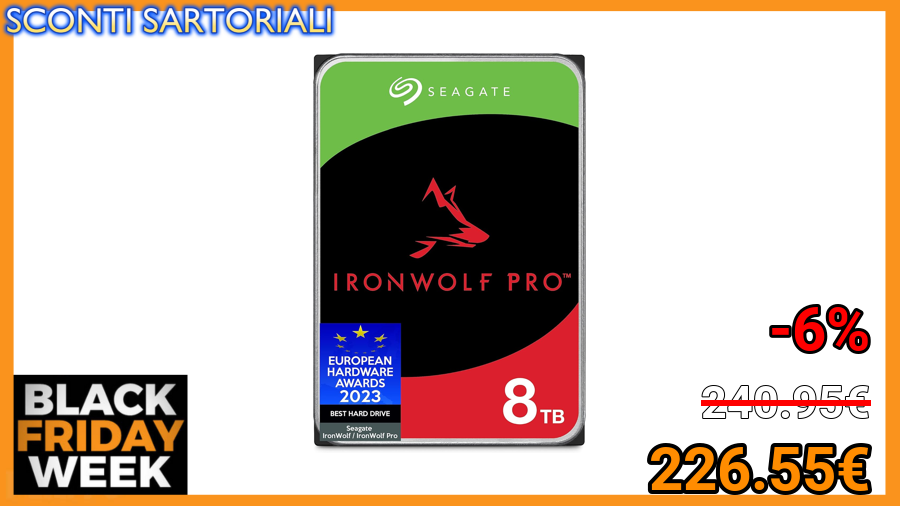 SCONTI SARTORIALI
SEAGATE
IRONWOLF PRO™
EUROPEAN
HARDWARE
AWARDS
2023
BEST HARD DRIVE
Seagate
IronWolf / IronWolf Pro
8TB
BLACK
FRIDAY
WEEK
-6%
240.95€
226.55€